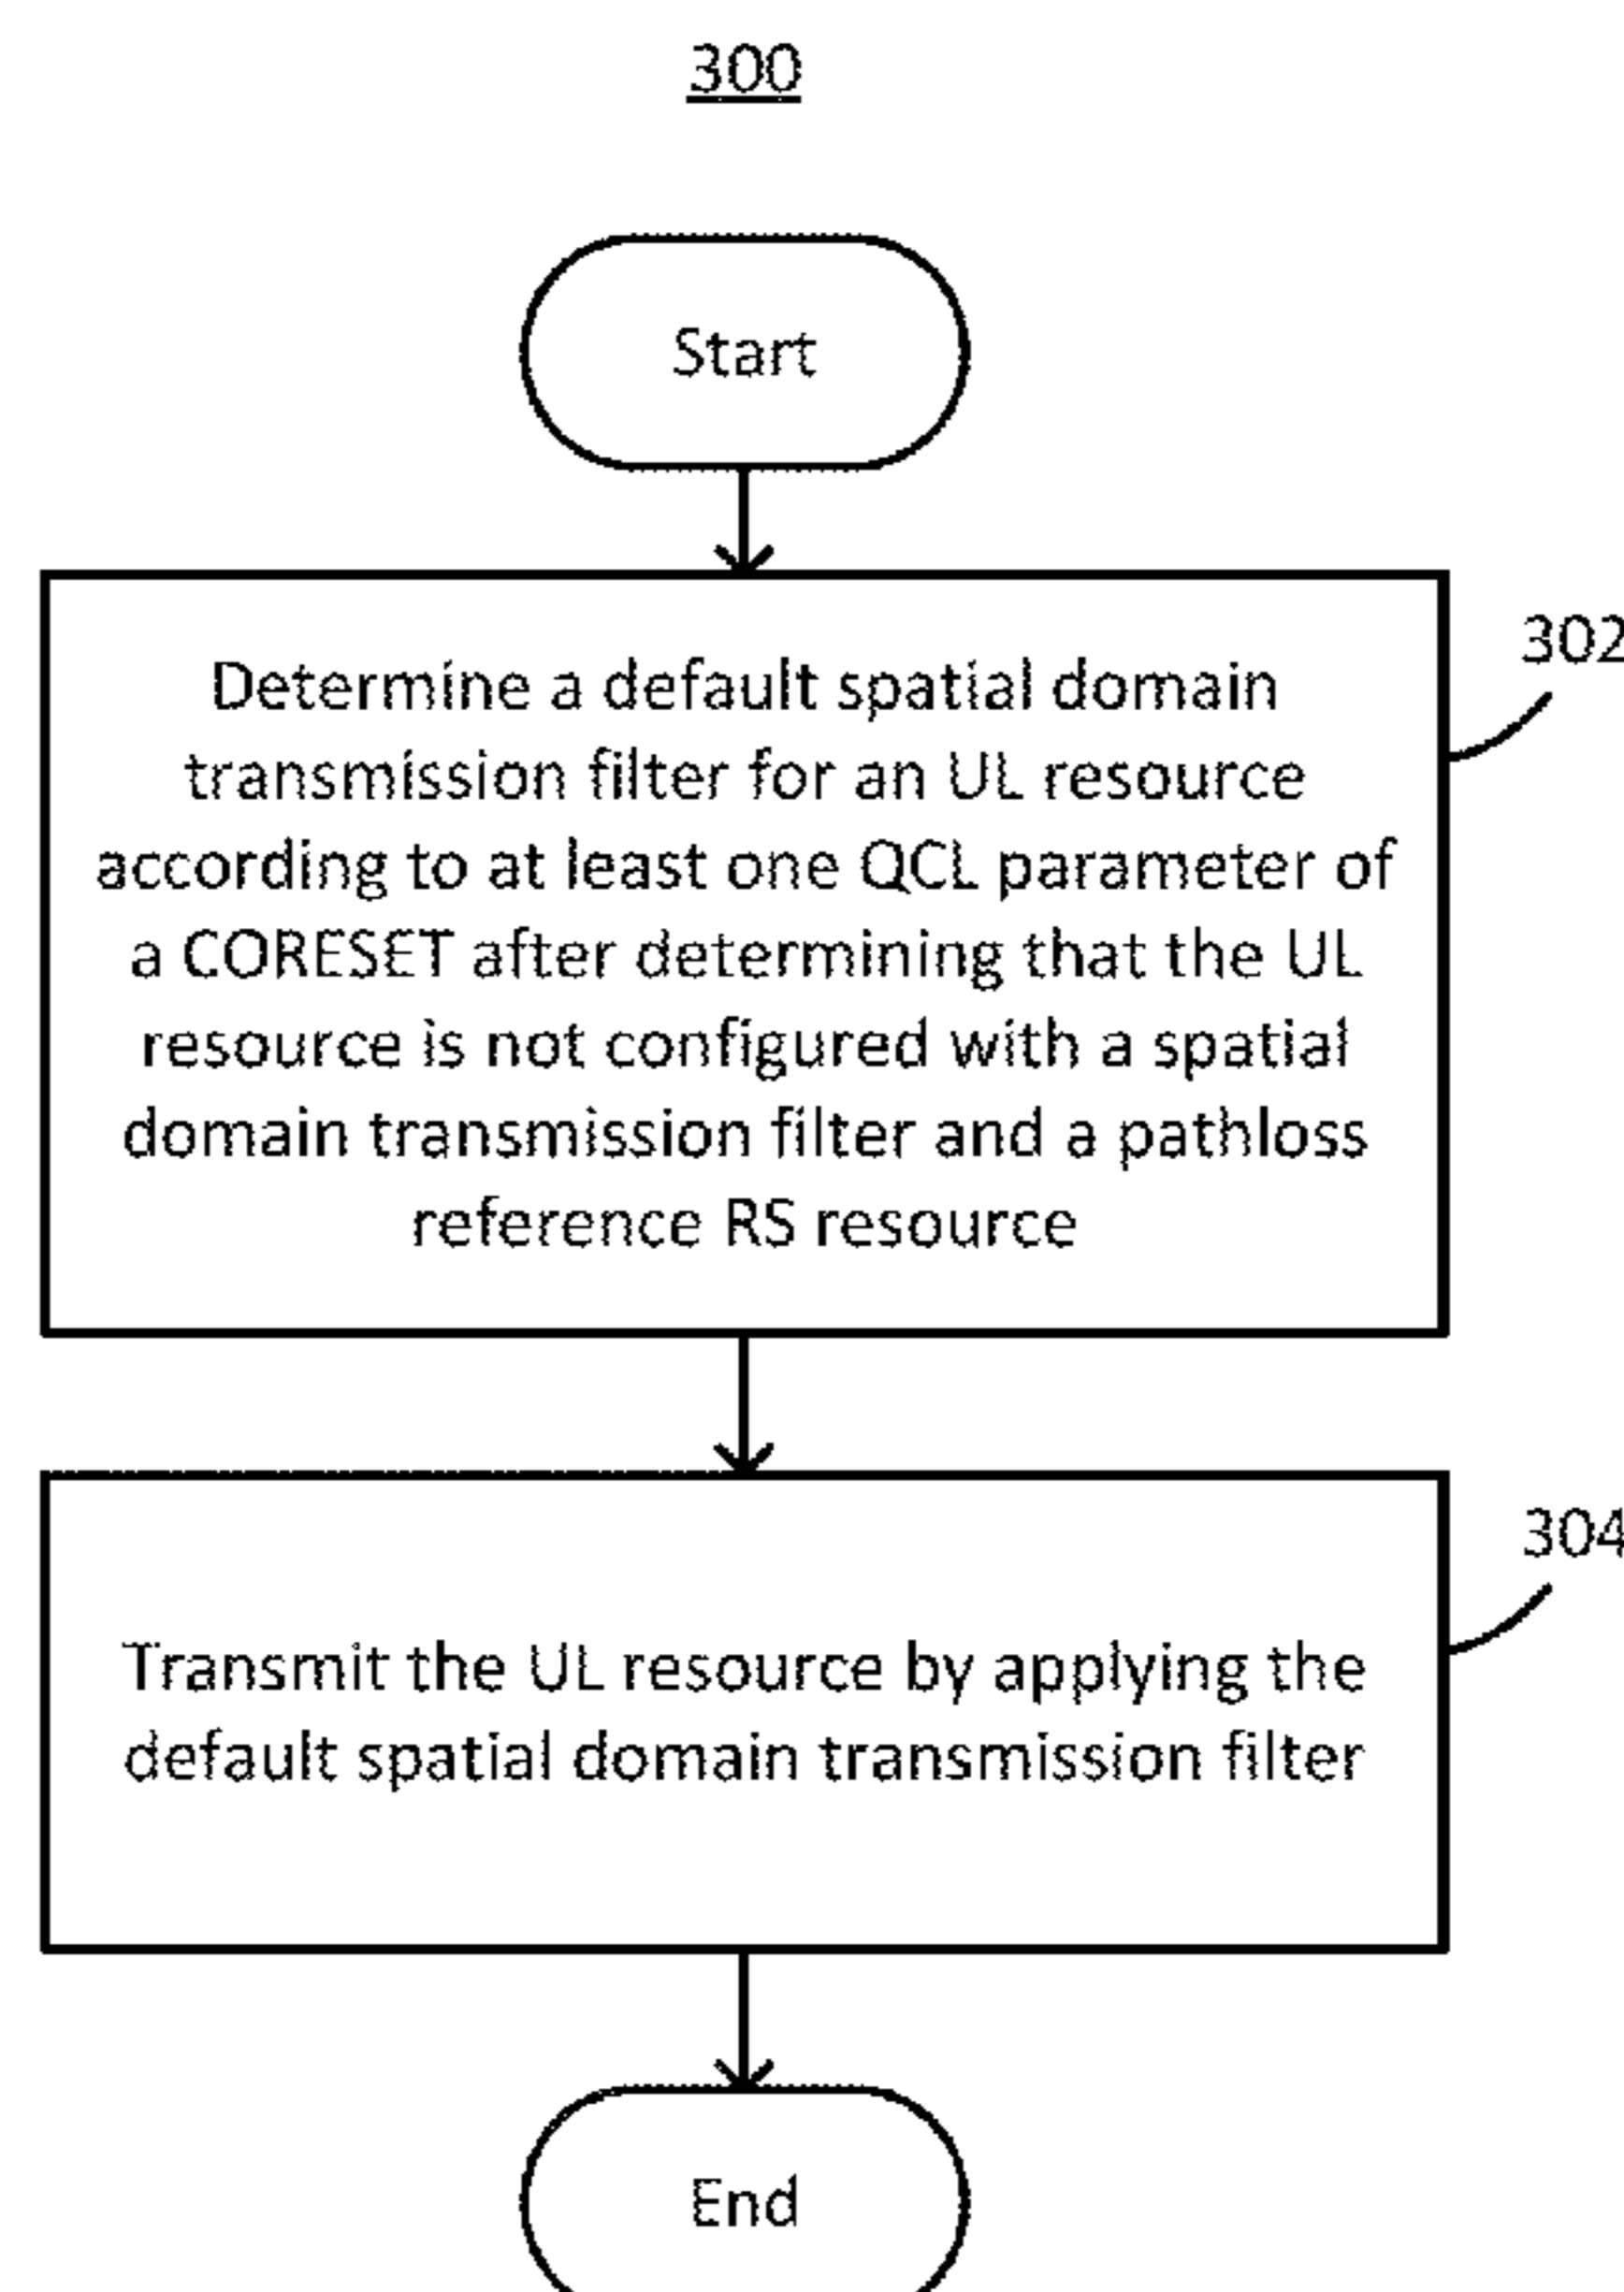 300
Start
302
Determine a default spatial domain
transmission filter for an UL resource
according to at least one QCL parameter of
a CORESET after determining that the UL
resource is not configured with a spatial
domain transmission filter and a pathloss
reference RS resource
304
Transmit the UL resource by applying the
default spatial domain transmission filter
End